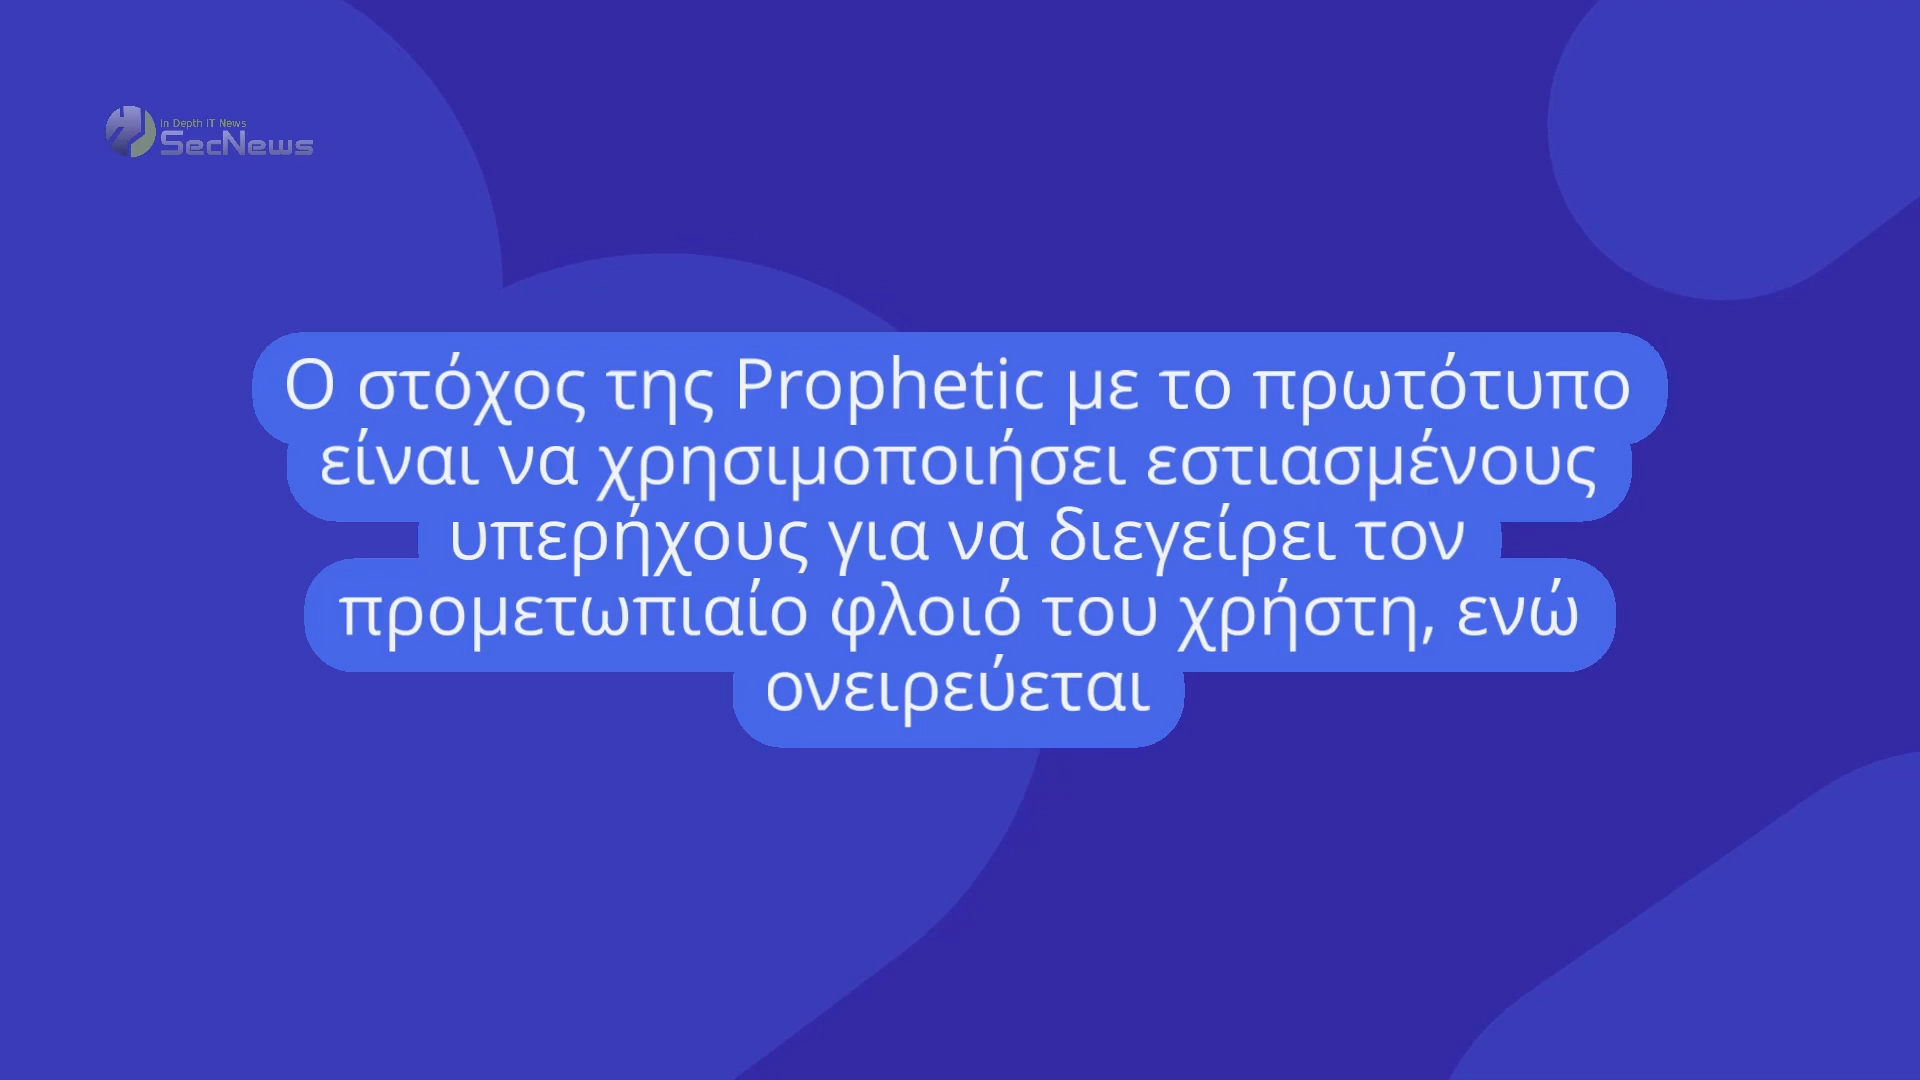 In Depth IT News
SecNews
Ο στόχος της Prophetic με το πρωτότυπο
είναι να χρησιμοποιήσει εστιασμένους
υπερήχους για να διεγείρει τον
προμετωπιαίο φλοιό του χρήστη, ενώ
ονειρεύεται